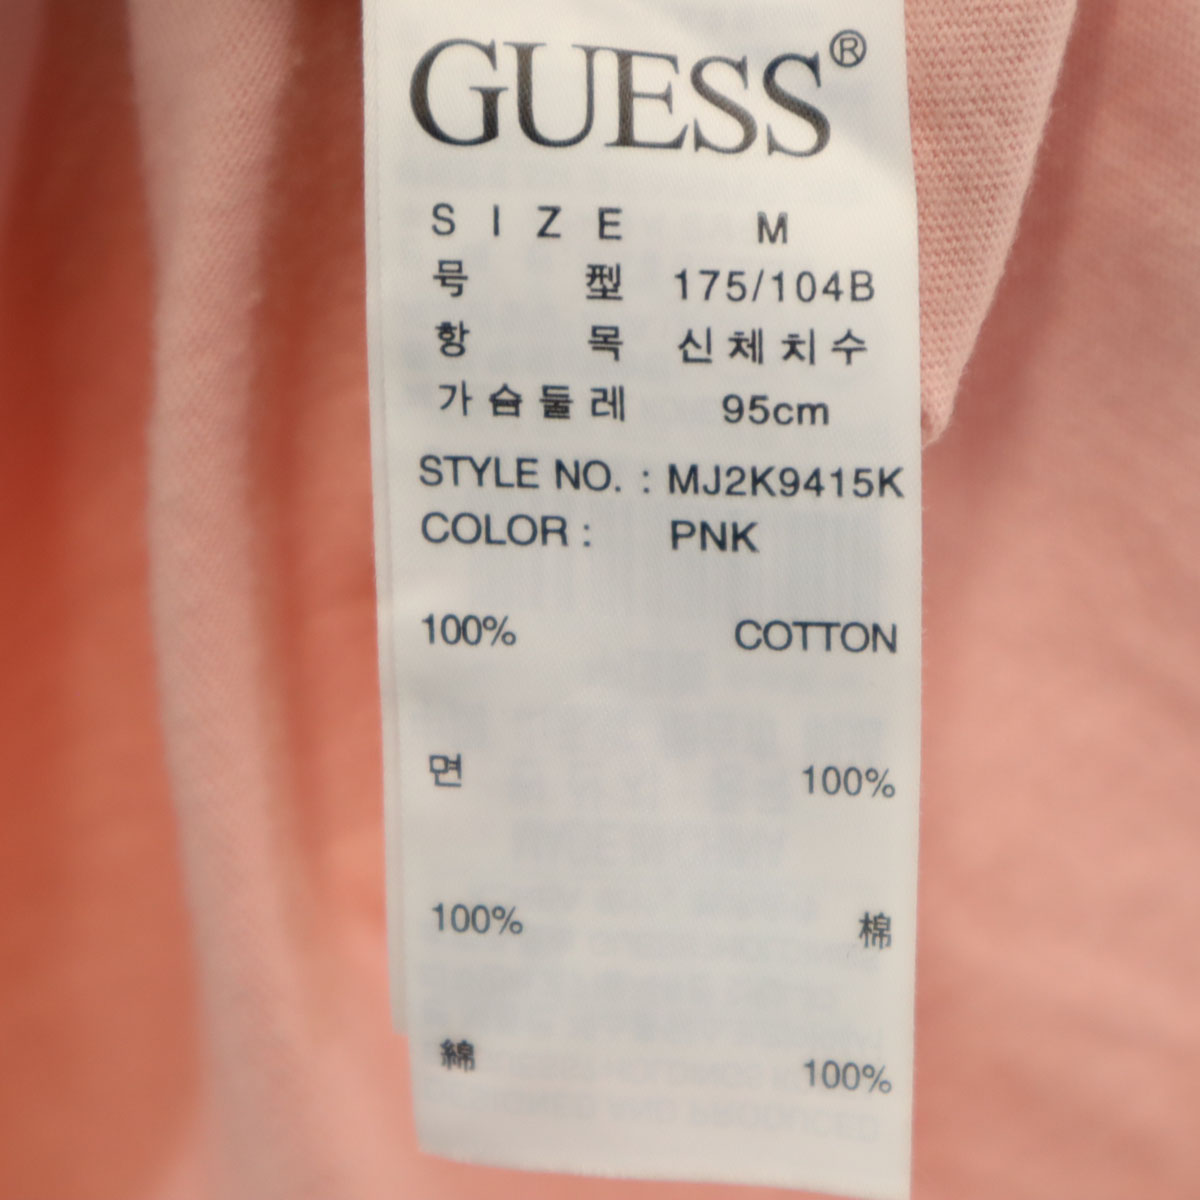 GUESS®
SIZE M
号 型 175/104B
항목 신체치수
가슴둘레 95cm
STYLE NO. : MJ2K9415K
COLOR : PNK
100% COTTON
면 100%
100% 棉
綿 100%